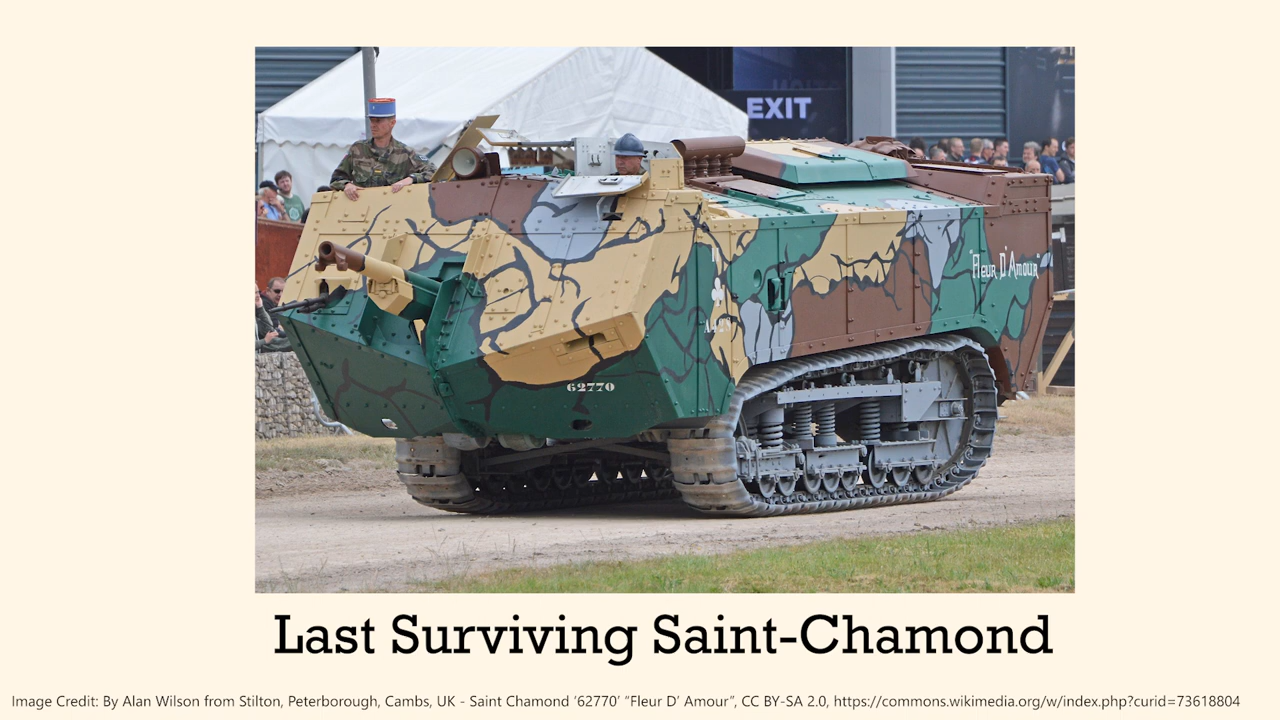 EXIT
"Fleur D'Amour"
62770
Last Surviving Saint-Chamond
Image Credit: By Alan Wilson from Stilton, Peterborough, Cambs, UK - Saint Chamond '62770' "Fleur D' Amour", CC BY-SA 2.0, https://commons.wikimedia.org/w/index.php?curid=73618804